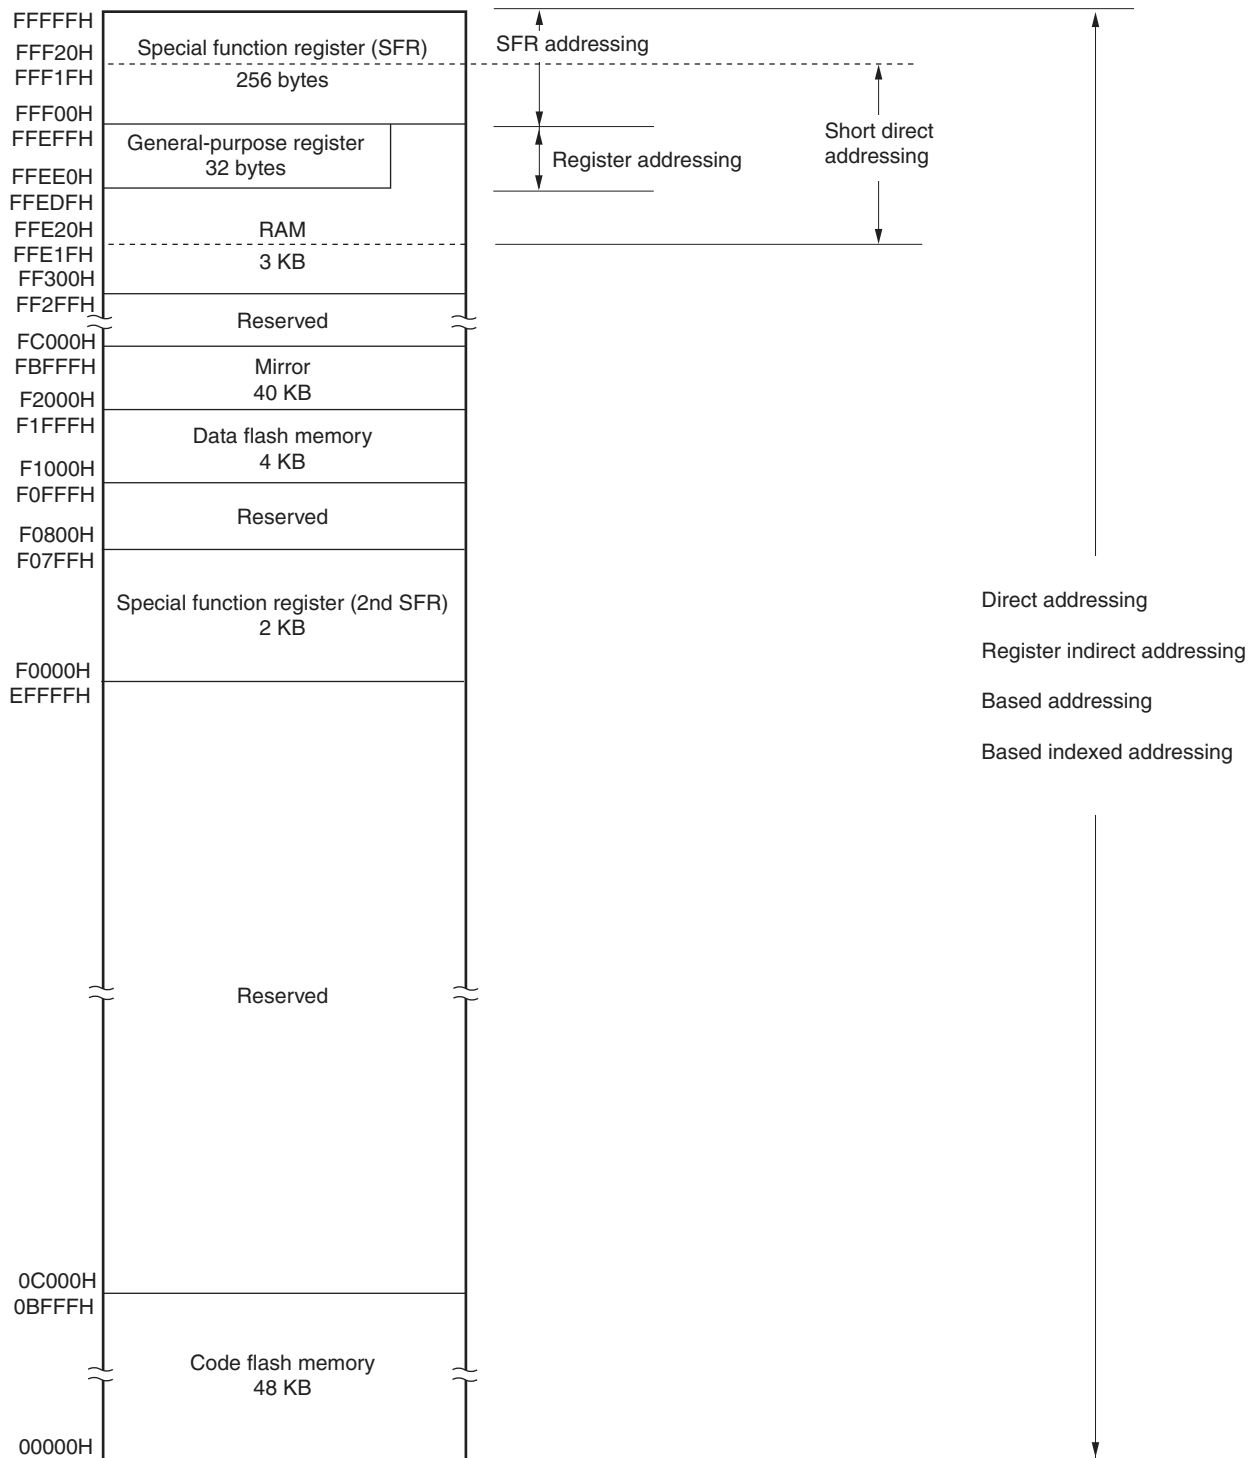 FFFFFH
FFF20H
FFF1FH
FFF00H
FFEFFH
FFEE0H
FFEDFH
FFE20H
FFE1FH
FF300H
FF2FFH
FC000H
FBFFFH
F2000H
F1FFFH
F1000H
F0FFFH
F0800H
F07FFH
F0000H
EFFFFH
0C000H
0BFFFH
00000H
Special function register (SFR)
256 bytes
General-purpose register
32 bytes
RAM
3 KB
Reserved
Mirror
40 KB
Data flash memory
4 KB
Reserved
Special function register (2nd SFR)
2 KB
Reserved
Code flash memory
48 KB
SFR addressing
Register addressing
Short direct
addressing
Direct addressing
Register indirect addressing
Based addressing
Based indexed addressing